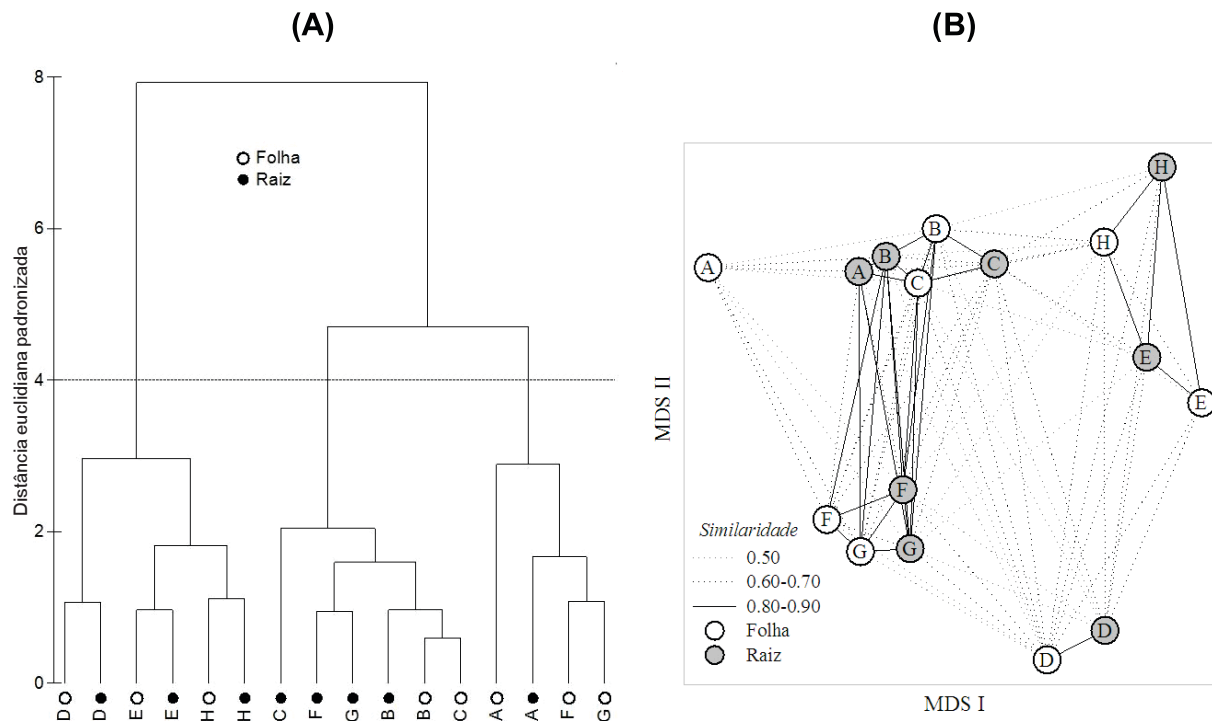 (A)
(B)
Distância euclidiana padronizada
8
6
4
2
0
Folha
Raiz
D
D
E
E
H
H
C
F
G
B
B
C
A
A
F
G
MDS II
H
B
H
A
B
C
A
C
E
E
F
F
G
G
D
D
Similaridade
0.50
0.60-0.70
0.80-0.90
Folha
Raiz
MDS I